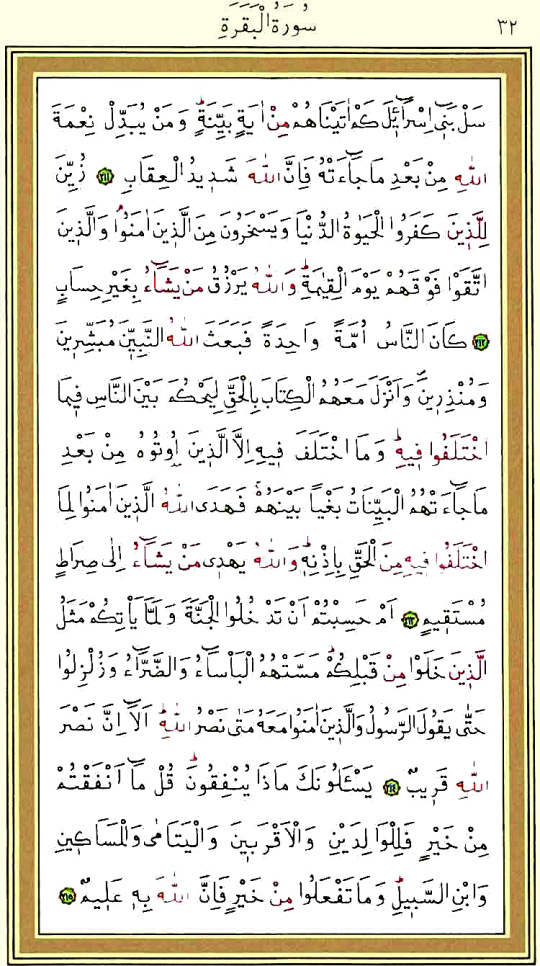 ٣٢
سُورَةُ الْبَقَرَةِ
سَلْ بَنٖٓي اِسْرَٓائٖلَ كَمْ اٰتَيْنَاهُمْ مِنْ اٰيَةٍ بَيِّنَةٍؕ وَمَنْ يُبَدِّلْ نِعْمَةَ
اللّٰهِ مِنْ بَعْدِ مَا جَٓاءَتْهُ فَاِنَّ اللّٰهَ شَدٖيدُ الْعِقَابِ ﴿٢١١﴾ زُيِّنَ
لِلَّذٖينَ كَفَرُوا الْحَيٰوةُ الدُّنْيَا وَيَسْخَرُونَ مِنَ الَّذٖينَ اٰمَنُواۘ وَالَّذٖينَ
اتَّقَوْا فَوْقَهُمْ يَوْمَ الْقِيٰمَةِؕ وَاللّٰهُ يَرْزُقُ مَنْ يَشَٓاءُ بِغَيْرِ حِسَابٍ
﴿٢١٢﴾ كَانَ النَّاسُ اُمَّةً وَاحِدَةً فَبَعَثَ اللّٰهُ النَّبِيّٖنَ مُبَشِّرٖينَ
وَمُنْذِرٖينَ وَاَنْزَلَ مَعَهُمُ الْكِتَابَ بِالْحَقِّ لِيَحْكُمَ بَيْنَ النَّاسِ فٖيمَا
اخْتَلَفُوا فٖيهِؕ وَمَا اخْتَلَفَ فٖيهِ اِلَّا الَّذٖينَ اُو۫تُوهُ مِنْ بَعْدِ
مَا جَٓاءَتْهُمُ الْبَيِّنَاتُ بَغْيًا بَيْنَهُمْۚ فَهَدَى اللّٰهُ الَّذٖينَ اٰمَنُوا لِمَا
اخْتَلَفُوا فٖيهِ مِنَ الْحَقِّ بِاِذْنِهٖؕ وَاللّٰهُ يَهْدٖي مَنْ يَشَٓاءُ اِلٰى صِرَاطٍ
مُسْتَقٖيمٍ ﴿٢١٣﴾ اَمْ حَسِبْتُمْ اَنْ تَدْخُلُوا الْجَنَّةَ وَلَمَّا يَأْتِكُمْ مَثَلُ
الَّذٖينَ خَلَوْا مِنْ قَبْلِكُمْؕ مَسَّتْهُمُ الْبَأْسَٓاءُ وَالضَّرَّٓاءُ وَزُلْزِلُوا
حَتّٰى يَقُولَ الرَّسُولُ وَالَّذٖينَ اٰمَنُوا مَعَهُ مَتٰى نَصْرُ اللّٰهِؕ اَلَٓا اِنَّ نَصْرَ
اللّٰهِ قَرٖيبٌ ﴿٢١٤﴾ يَسْـَٔلُونَكَ مَاذَا يُنْفِقُونَؕ قُلْ مَٓا اَنْفَقْتُمْ
مِنْ خَيْرٍ فَلِلْوَالِدَيْنِ وَالْاَقْرَبٖينَ وَالْيَتَامٰى وَالْمَسَاكٖينِ
وَابْنِ السَّبٖيلِؕ وَمَا تَفْعَلُوا مِنْ خَيْرٍ فَاِنَّ اللّٰهَ بِهٖ عَلٖيمٌ ﴿٢١٥﴾